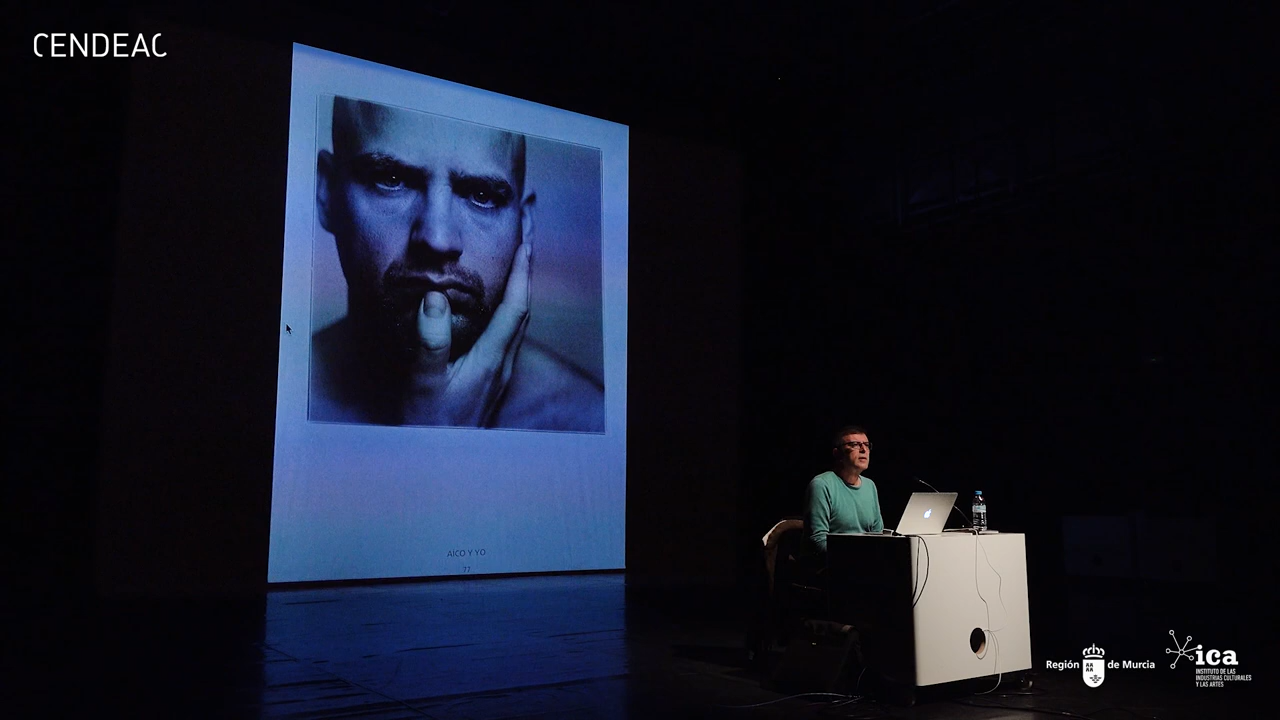 CENDEAC
AICO Y YO
77
Región de Murcia
ica
INSTITUTO DE LAS
INDUSTRIAS CULTURALES
Y LAS ARTES